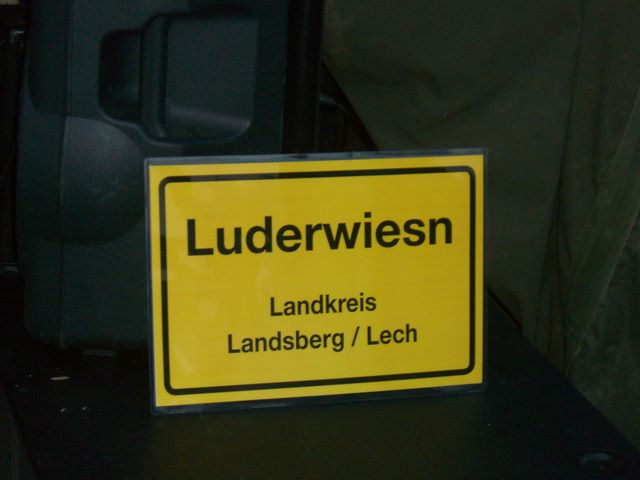 Luderwiesn
Landkreis
Landsberg / Lech